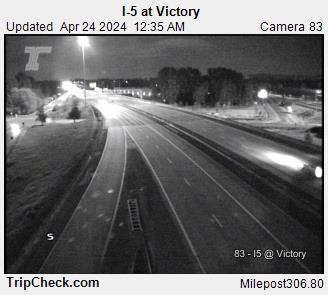 I-5 at Victory
Updated Apr 24 2024 12:35 AM Camera 83
S
83 - I5 @ Victory
TripCheck.com Milepost306.80